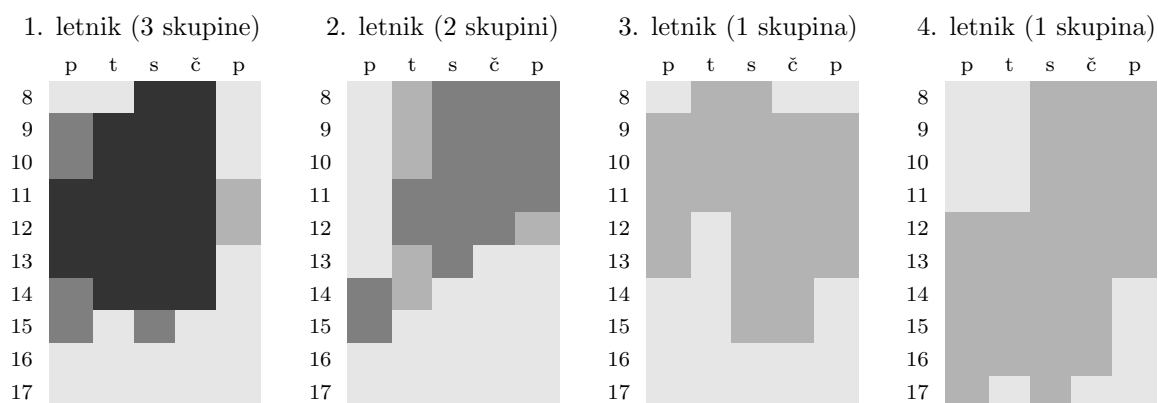 1. letnik (3 skupine) 2. letnik (2 skupini) 3. letnik (1 skupina) 4. letnik (1 skupina)
p t s č p p t s č p p t s č p p t s č p
8 8 8 8
9 9 9 9
10 10 10 10
11 11 11 11
12 12 12 12
13 13 13 13
14 14 14 14
15 15 15 15
16 16 16 16
17 17 17 17